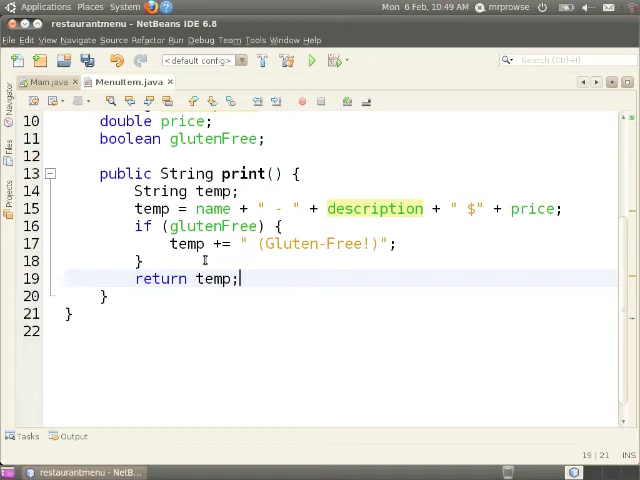 Applications Places System Mon 6 Feb, 10:49 AM mrprowse
restaurantmenu - NetBeans IDE 6.8
File Edit View Navigate Source Refactor Run Debug Team Tools Window Help
<default config> Search (Ctrl+I)
Main.java MenuItem.java
Navigator
Files
Projects
10 double price;
11 boolean glutenFree;
12
13 public String print() {
14 String temp;
15 temp = name + " - " + description + " $" + price;
16 if (glutenFree) {
17 temp += " (Gluten-Free!)";
18 }
19 return temp;
20 }
21 }
22
Tasks Output
19 | 21 INS
restaurantmenu - NetB...